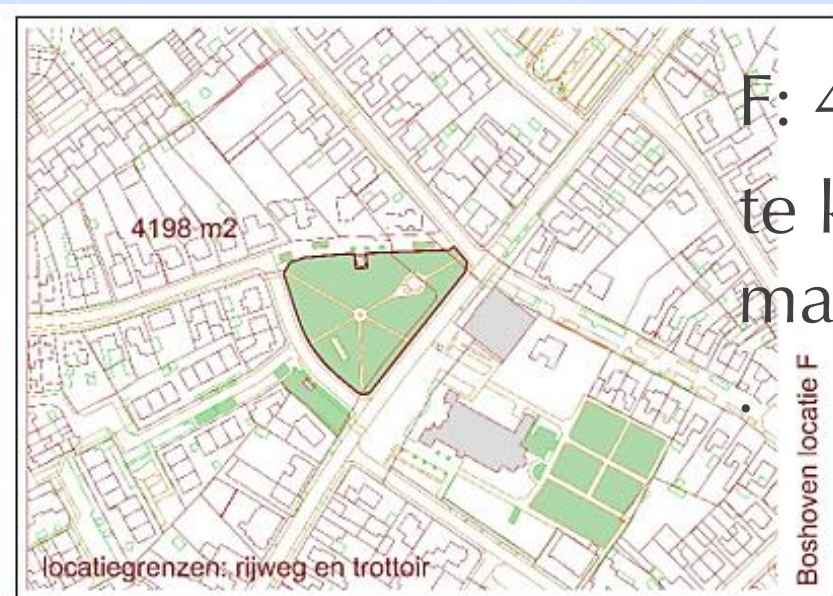 4198 m2
locatiegrenzen: rijweg en trottoir
Boshoven locatie F
F: 4
te k
ma
.